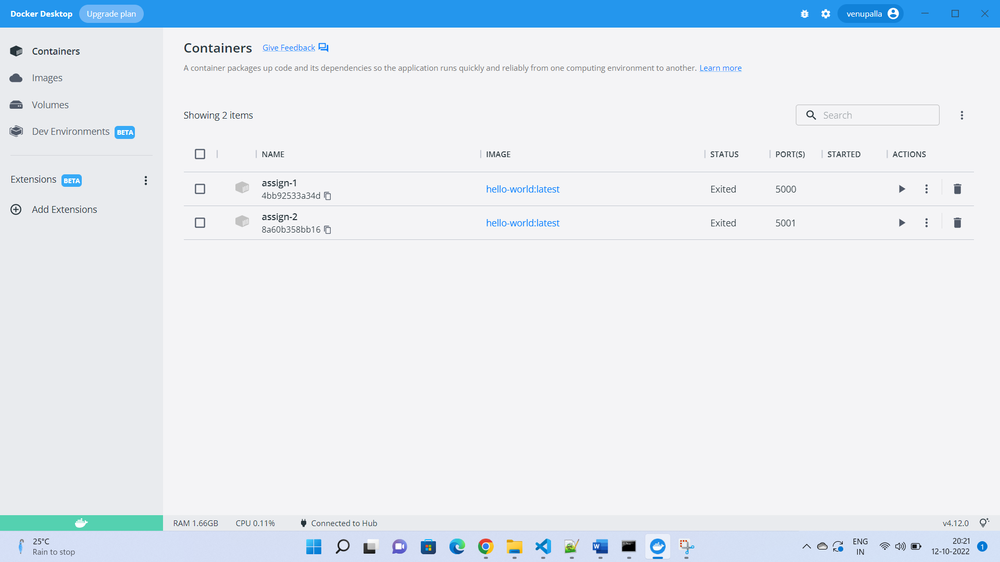 Docker Desktop Upgrade plan venupalla
Containers
Images
Volumes
Dev Environments BETA
Extensions BETA
Add Extensions
Containers Give Feedback
A container packages up code and its dependencies so the application runs quickly and reliably from one computing environment to another. Learn more
Showing 2 items Search
NAME IMAGE STATUS PORT(S) STARTED ACTIONS
assign-1
4bb92533a34d hello-world:latest Exited 5000
assign-2
8a60b358bb16 hello-world:latest Exited 5001
RAM 1.66GB CPU 0.11% Connected to Hub v4.12.0
25°C
Rain to stop
W
ENG
IN
20:21
12-10-2022
1